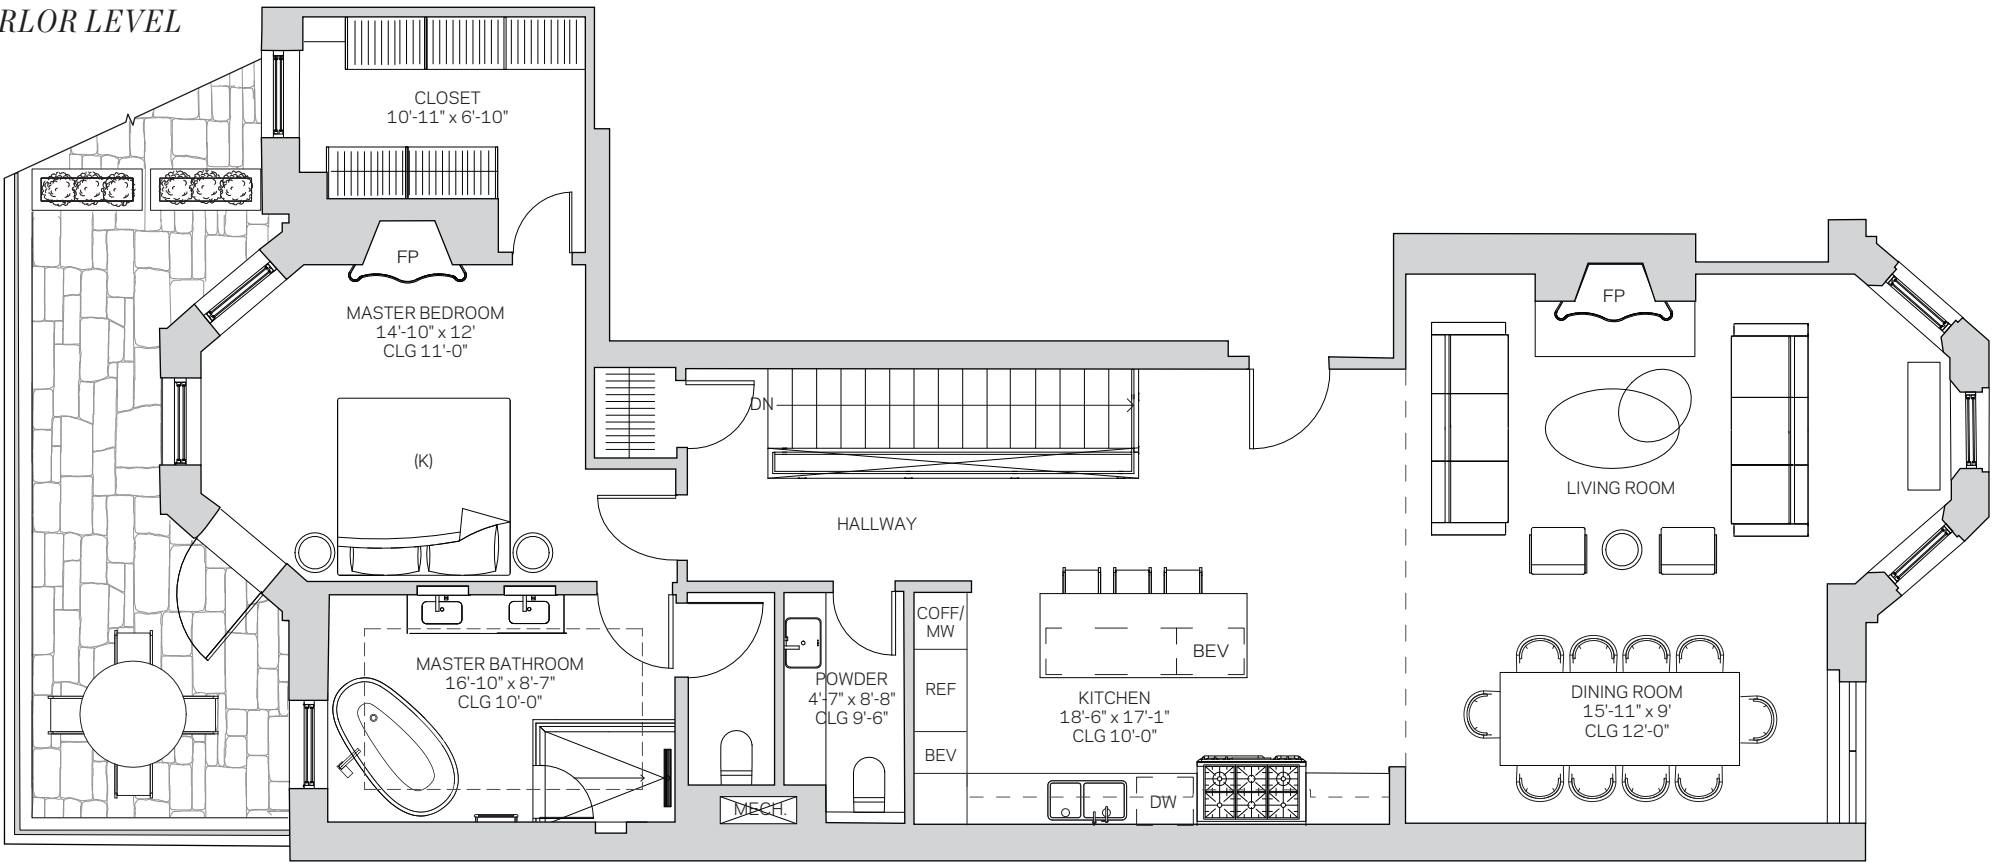 RLOR LEVEL
CLOSET
10'-11" x 6'-10"
FP
MASTER BEDROOM
14'-10" x 12'
CLG 11'-0"
(K)
DN
HALLWAY
FP
LIVING ROOM
MASTER BATHROOM
16'-10" x 8'-7"
CLG 10'-0"
MECH.
POWDER
4'-7" x 8'-8"
CLG 9'-6"
COFF/
MW
REF
BEV
BEV
KITCHEN
18'-6" x 17'-1"
CLG 10'-0"
DW
DINING ROOM
15'-11" x 9'
CLG 12'-0"